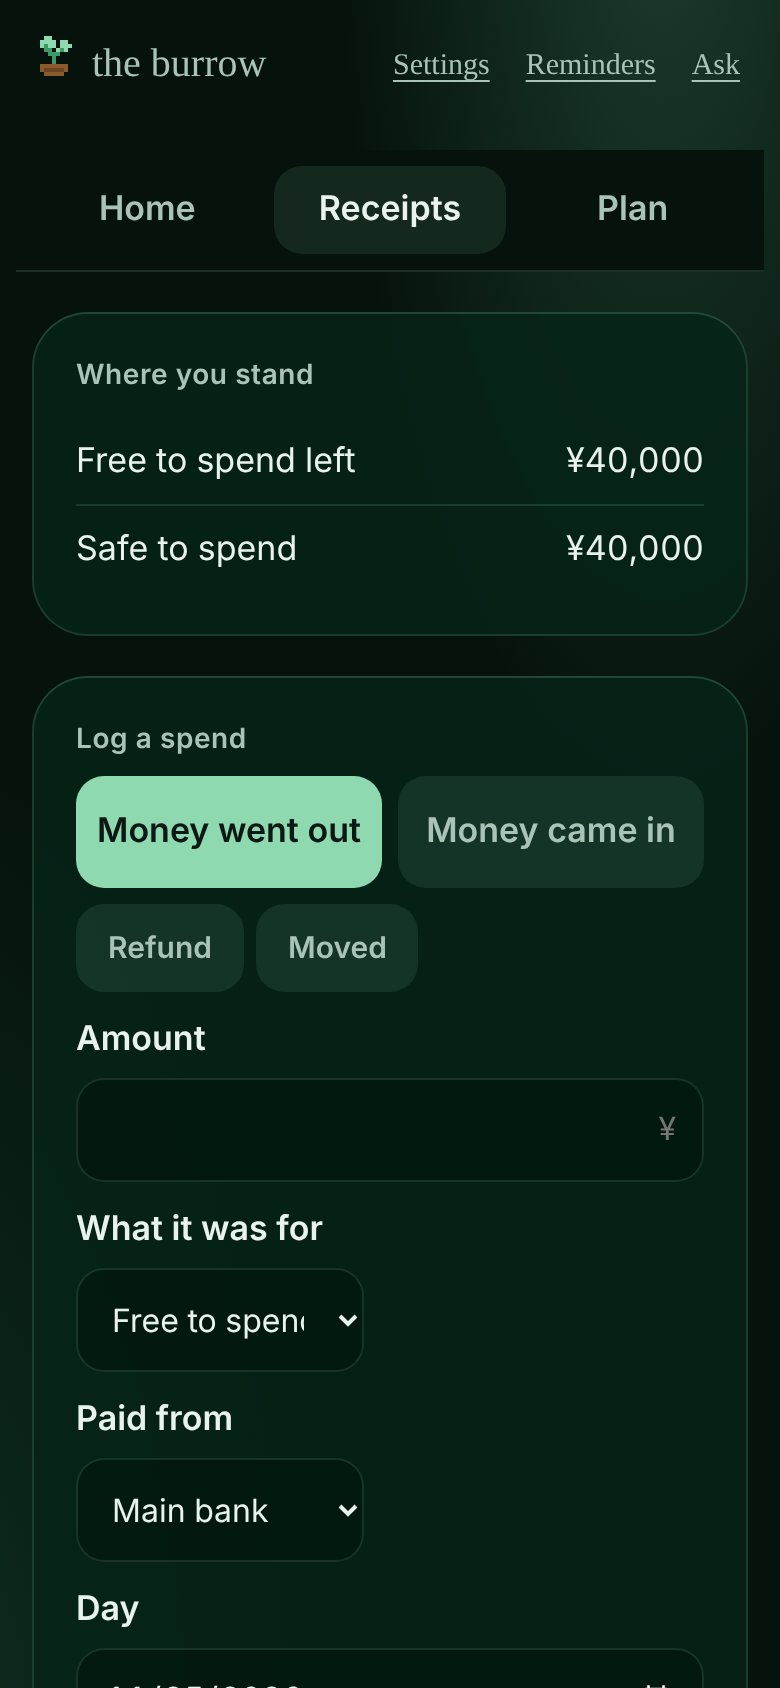 the burrow
Settings Reminders Ask
Home Receipts Plan
Where you stand
Free to spend left ¥40,000
Safe to spend ¥40,000
Log a spend
Money went out Money came in
Refund Moved
Amount
¥
What it was for
Free to spend
Paid from
Main bank
Day